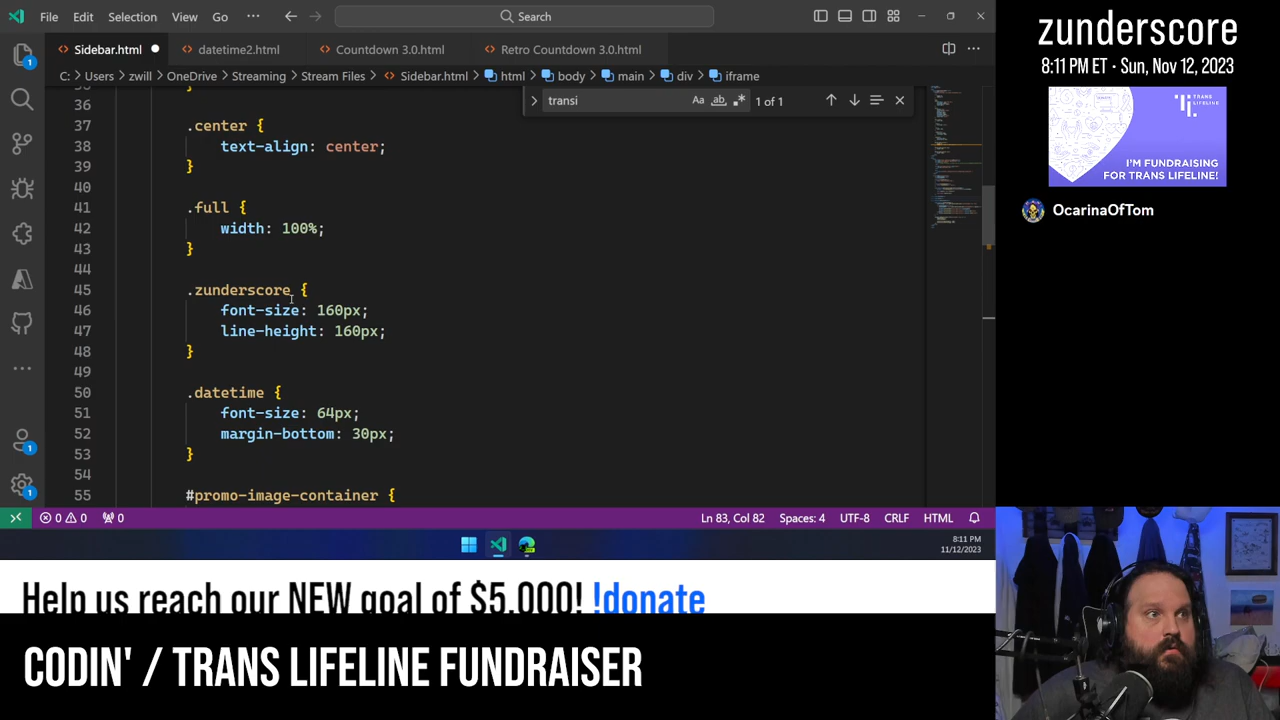 File Edit Selection View Go ··· Search
Sidebar.html datetime2.html Countdown 3.0.html Retro Countdown 3.0.html
C: > Users > zwill > OneDrive > Streaming > Stream Files > Sidebar.html > html > body > main > div > iframe
transi Aa ab 1 of 1
36
37 .center {
38 text-align: center;
39 }
40
41 .full {
42 width: 100%;
43 }
44
45 .zunderscore {
46 font-size: 160px;
47 line-height: 160px;
48 }
49
50 .datetime {
51 font-size: 64px;
52 margin-bottom: 30px;
53 }
54
55 #promo-image-container {
0 0 0 Ln 83, Col 82 Spaces: 4 UTF-8 CRLF HTML
8:11 PM
11/12/2023
zunderscore
8:11 PM ET · Sun, Nov 12, 2023
TRANS
LIFELINE
I'M FUNDRAISING
FOR TRANS LIFELINE!
OcarinaOfTom
Help us reach our NEW goal of $5,000! !donate
CODIN' / TRANS LIFELINE FUNDRAISER